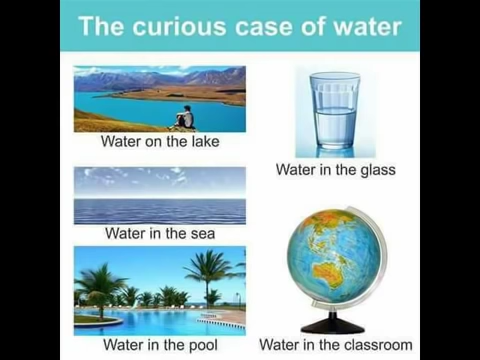 The curious case of water
Water on the lake
Water in the glass
Water in the sea
Water in the pool
Water in the classroom